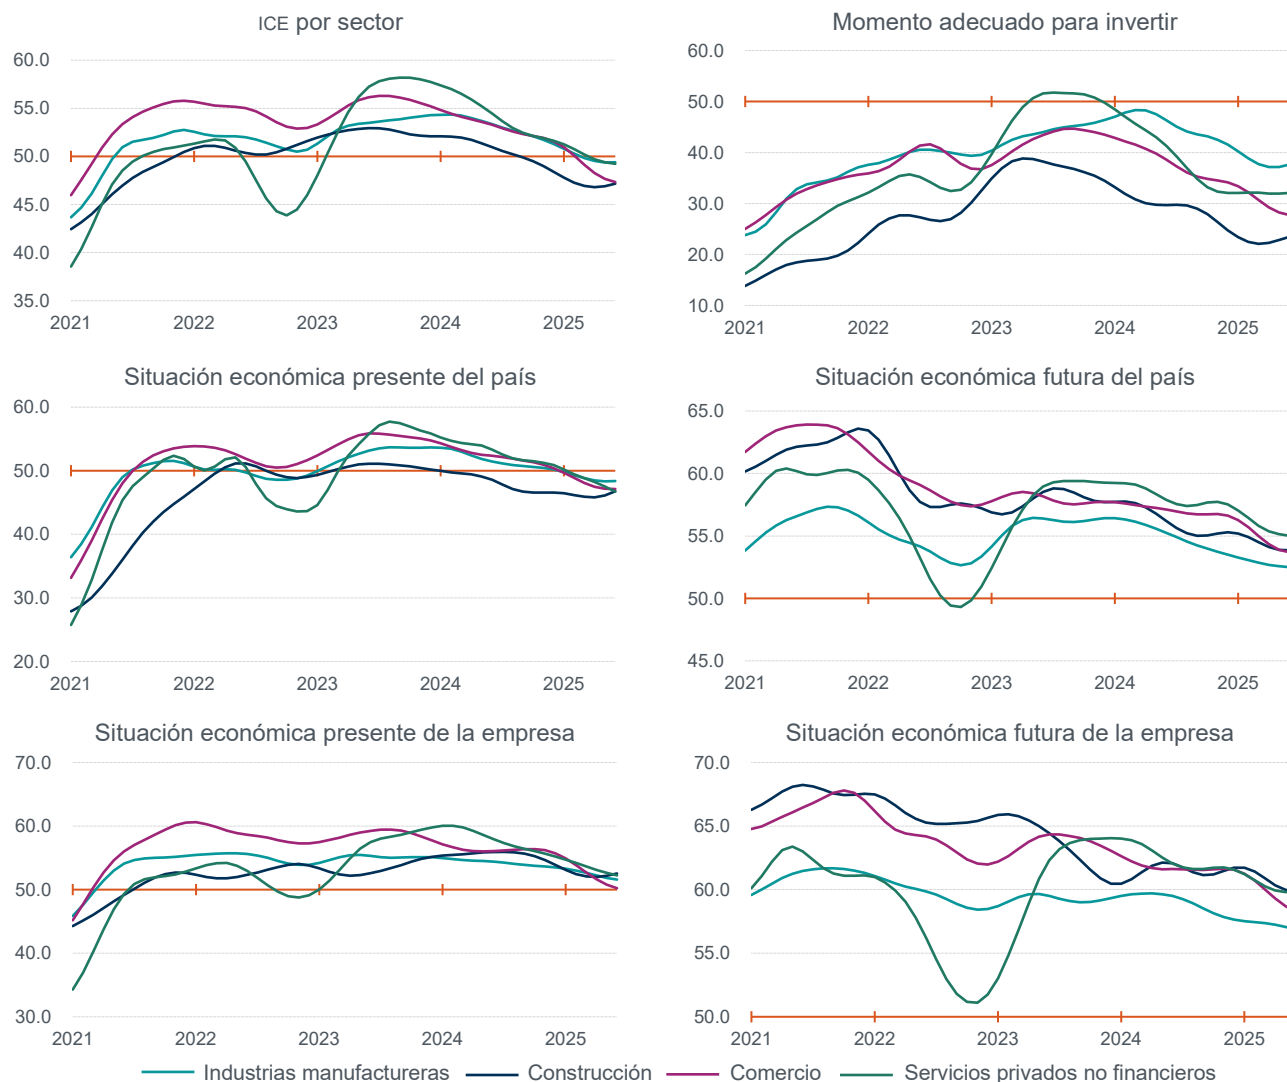 ICE por sector
60.0
55.0
50.0
45.0
40.0
35.0
2021 2022 2023 2024 2025
Momento adecuado para invertir
60.0
50.0
40.0
30.0
20.0
10.0
2021 2022 2023 2024 2025
Situación económica presente del país
60.0
50.0
40.0
30.0
20.0
2021 2022 2023 2024 2025
Situación económica futura del país
65.0
60.0
55.0
50.0
45.0
2021 2022 2023 2024 2025
Situación económica presente de la empresa
70.0
60.0
50.0
40.0
30.0
2021 2022 2023 2024 2025
Situación económica futura de la empresa
70.0
65.0
60.0
55.0
50.0
2021 2022 2023 2024 2025
Industrias manufactureras Construcción Comercio Servicios privados no financieros